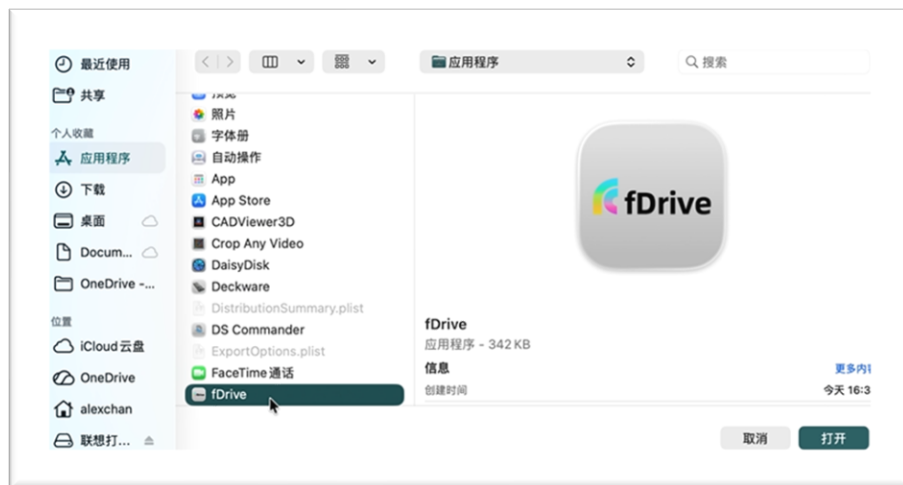 最近使用
共享
个人收藏
应用程序
下载
桌面
Docum...
OneDrive -...
位置
iCloud 云盘
OneDrive
alexchan
联想打...
应用程序
搜索
预览
照片
字体册
自动操作
App
App Store
CADViewer3D
Crop Any Video
DaisyDisk
Deckware
DistributionSummary.plist
DS Commander
ExportOptions.plist
FaceTime 通话
fDrive
fDrive
fDrive
应用程序 - 342 KB
信息
更多内
创建时间
今天 16:3
取消
打开